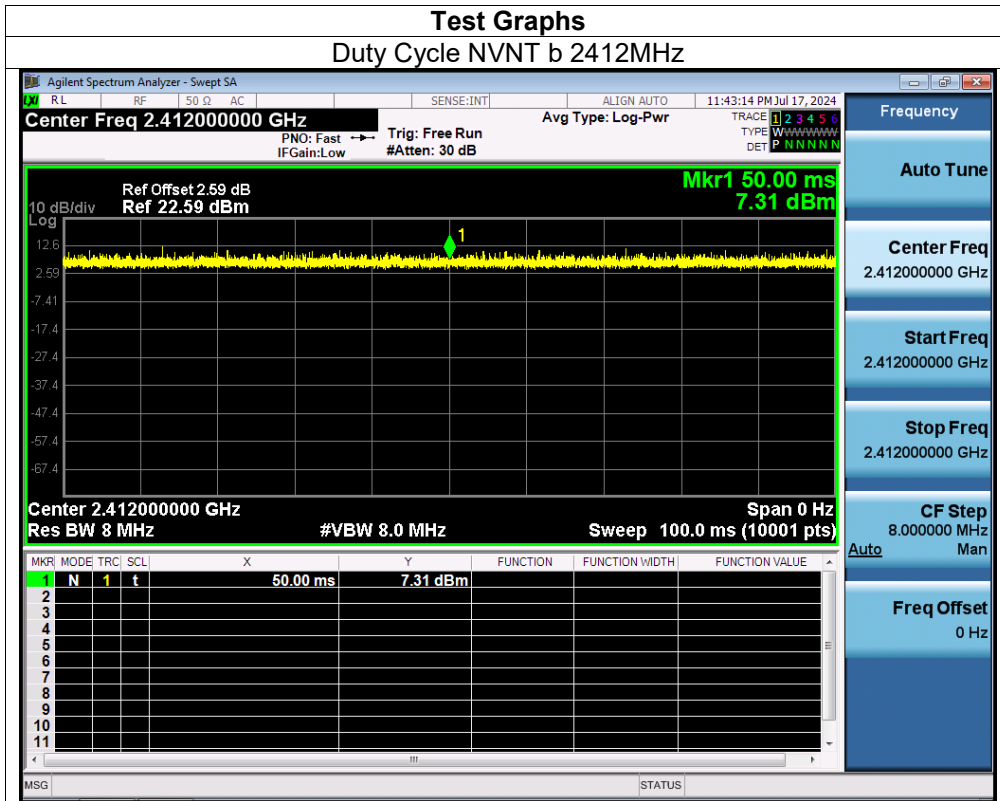 Test Graphs
Duty Cycle NVNT b 2412MHz
Agilent Spectrum Analyzer - Swept SA
LXI RL RF 50 Ω AC SENSE:INT ALIGN AUTO 11:43:14 PM Jul 17, 2024
Center Freq 2.412000000 GHz
PNO: Fast
IFGain:Low
Trig: Free Run
#Atten: 30 dB
Avg Type: Log-Pwr
TRACE 1 2 3 4 5 6
TYPE W
DET P N N N N N
Mkr1 50.00 ms
7.31 dBm
Ref Offset 2.59 dB
10 dB/div Ref 22.59 dBm
Log
1
12.6
2.59
-7.41
-17.4
-27.4
-37.4
-47.4
-57.4
-67.4
Center 2.412000000 GHz Span 0 Hz
Res BW 8 MHz #VBW 8.0 MHz Sweep 100.0 ms (10001 pts)
MKR MODE TRC SCL X Y FUNCTION FUNCTION WIDTH FUNCTION VALUE
1 N 1 t 50.00 ms 7.31 dBm
2
3
4
5
6
7
8
9
10
11
MSG STATUS
Frequency
Auto Tune
Center Freq
2.412000000 GHz
Start Freq
2.412000000 GHz
Stop Freq
2.412000000 GHz
CF Step
8.000000 MHz
Auto Man
Freq Offset
0 Hz